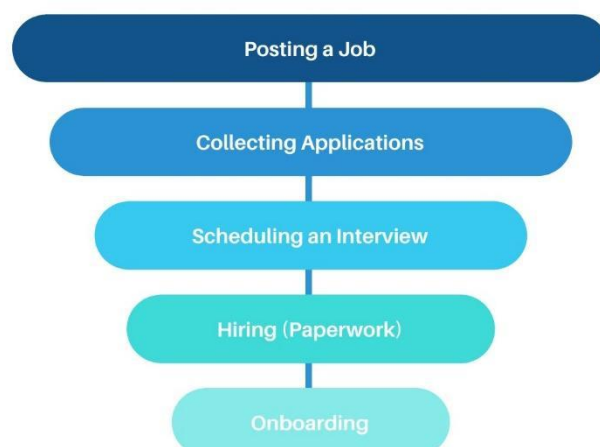 Posting a Job
Collecting Applications
Scheduling an Interview
Hiring (Paperwork)
Onboarding